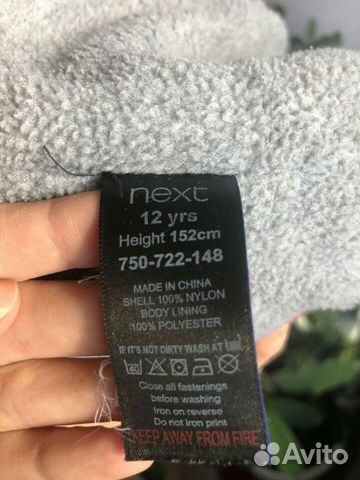 next
12 yrs
Height 152cm
750-722-148
MADE IN CHINA
SHELL 100% NYLON
BODY LINING
100% POLYESTER
IF IT'S NOT DIRTY WASH AT
40
Close all fastenings
before washing
Iron on reverse
Do not iron print
KEEP AWAY FROM FIRE
Avito